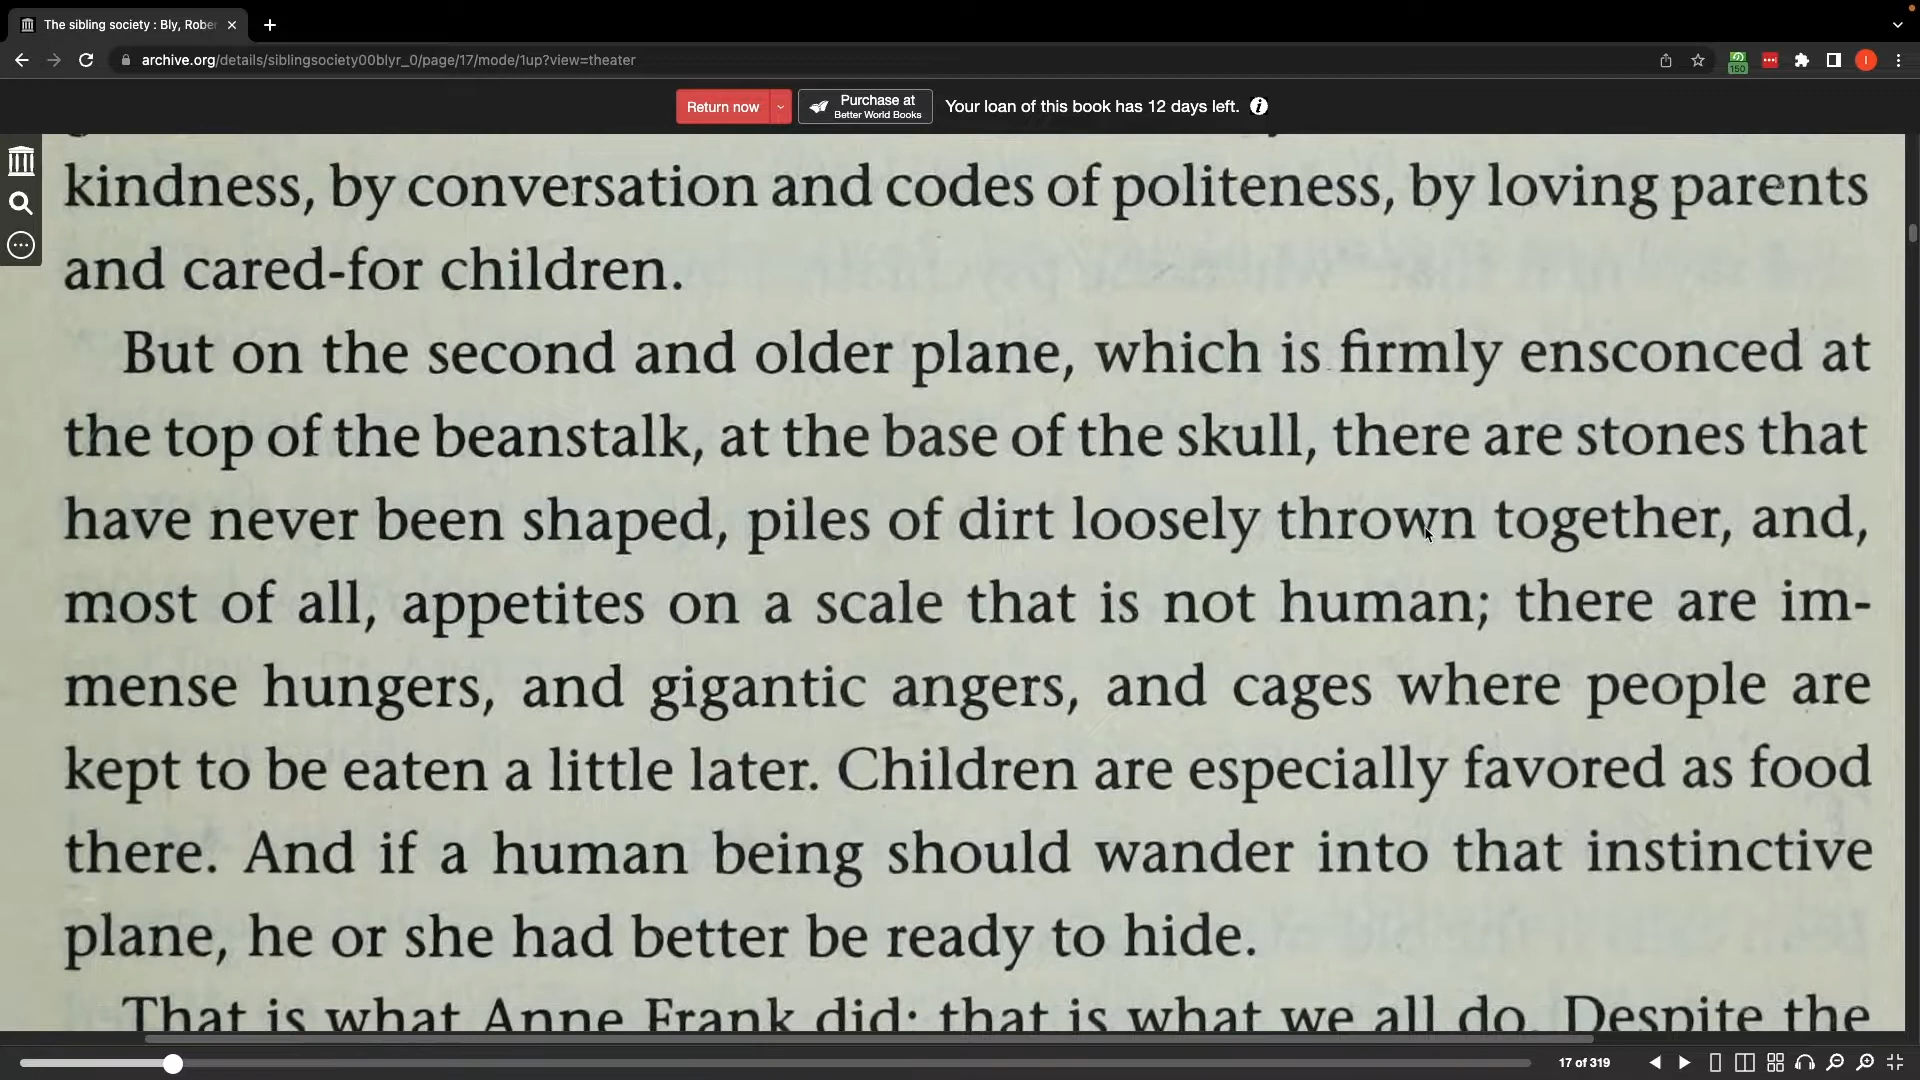 The sibling society : Bly, Rober
archive.org/details/siblingsociety00blyr_0/page/17/mode/1up?view=theater
150
I
Return now
Purchase at
Better World Books
Your loan of this book has 12 days left.
kindness, by conversation and codes of politeness, by loving parents
and cared-for children.
But on the second and older plane, which is firmly ensconced at
the top of the beanstalk, at the base of the skull, there are stones that
have never been shaped, piles of dirt loosely thrown together, and,
most of all, appetites on a scale that is not human; there are im-
mense hungers, and gigantic angers, and cages where people are
kept to be eaten a little later. Children are especially favored as food
there. And if a human being should wander into that instinctive
plane, he or she had better be ready to hide.
That is what Anne Frank did; that is what we all do. Despite the
17 of 319